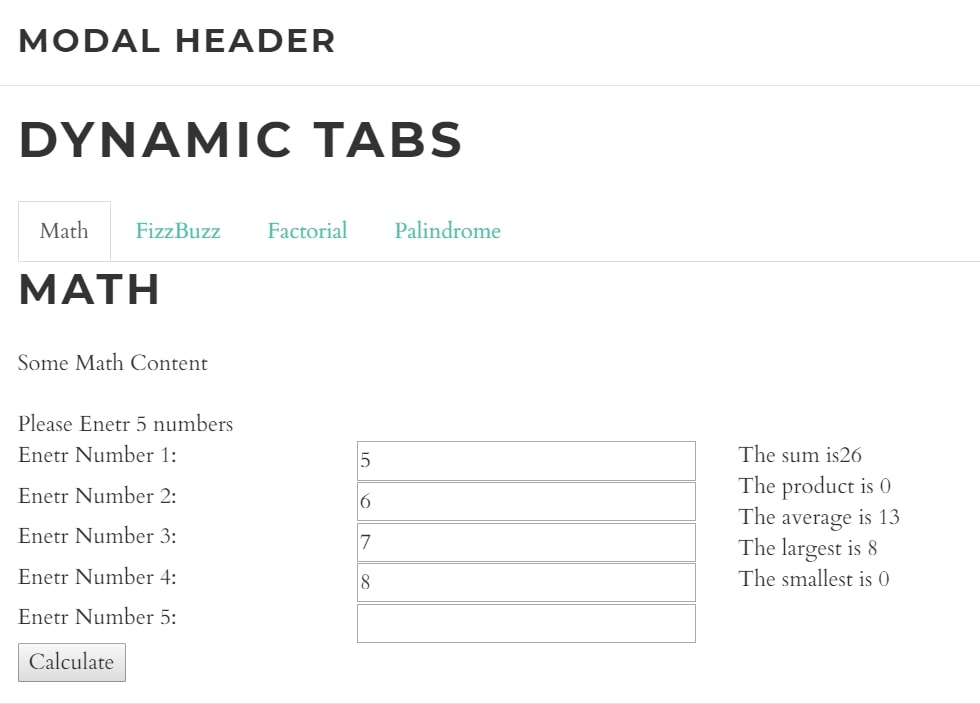 MODAL HEADER
DYNAMIC TABS
Math FizzBuzz Factorial Palindrome
MATH
Some Math Content
Please Enetr 5 numbers
Enetr Number 1: 5
Enetr Number 2: 6
Enetr Number 3: 7
Enetr Number 4: 8
Enetr Number 5:
Calculate
The sum is26
The product is 0
The average is 13
The largest is 8
The smallest is 0